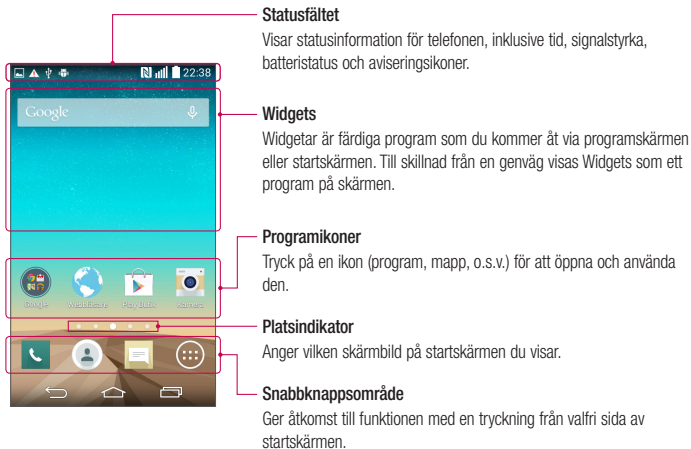 Statusfältet
Visar statusinformation för telefonen, inklusive tid, signalstyrka,
batteristatus och aviseringsikoner.
22:38
Google
Widgets
Widgetar är färdiga program som du kommer åt via programskärmen
eller startskärmen. Till skillnad från en genväg visas Widgets som ett
program på skärmen.
Programikoner
Tryck på en ikon (program, mapp, o.s.v.) för att öppna och använda
den.
Google Webbläsare Play Butik Kamera
Platsindikator
Anger vilken skärmbild på startskärmen du visar.
Snabbknappsområde
Ger åtkomst till funktionen med en tryckning från valfri sida av
startskärmen.